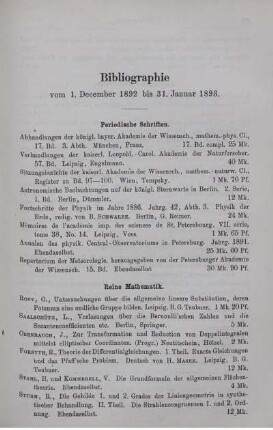 Bibliographie
vom 1. December 1892 bis 31. Januar 1893.
Periodische Schriften.
Abhandlungen der königl. bayer. Akademie der Wissensch., mathem.-phys. Cl.,
17. Bd. 3. Abth. München, Franz, 17. Bd. compl. 25 Mk.
Verhandlungen der kaiserl. Leopold.-Carol. Akademie der Naturforscher.
57. Bd. Leipzig, Engelmann. 40 Mk.
Sitzungsberichte der kaiserl. Akademie der Wissensch., mathem.-naturw. Cl.
Register zu Bd. 97—100. Wien, Tempsky. 1 Mk. 70 Pf.
Astronomische Beobachtungen auf der königl. Sternwarte in Berlin. 2. Serie,
1. Bd. Berlin, Dümmler. 12 Mk.
Fortschritte der Physik im Jahre 1886. Jahrg. 42, Abth. 3. Physik der
Erde, redig. von B. Schwalbe. Berlin, G. Reimer. 24 Mk.
Mémoires de l'académie imp. des sciences de St. Petersbourg, VII. série,
tome 38, No. 14. Leipzig, Voss. 1 Mk. 65 Pf.
Annalen des physik. Central-Observatoriums in Petersburg. Jahrg. 1891.
Ebendaselbst. 25 Mk. 60 Pf.
Repertorium der Meteorologie, herausgegeben von der Petersburger Akademie
der Wissensch. 15. Bd. Ebendaselbst 30 Mk. 90 Pf.
Reine Mathematik.
Bohn, G., Untersuchungen über die allgemeine lineare Substitution, deren
Potenzen eine endliche Gruppe bilden. Leipzig, B. G. Teubner. 1 Mk. 20 Pf.
Saalschütz, L., Vorlesungen über die Bernoullischen Zahlen und die
Secantencoefficienten etc. Berlin, Springer. 5 Mk.
Oberbauch, J., Zur Transformation und Reduction von Doppelintegralen
mittelst elliptischer Coordinaten. (Progr.) Neutitschein, Hölzel. 2 Mk.
Forsyth, R., Theorie der Differentialgleichungen. 1. Theil. Exacte Gleichungen
und das Pfaff'sche Problem. Deutsch von H. Maser. Leipzig, B. G.
Teubner. 12 Mk.
Stahl, H. und Kommerell, V. Die Grundformeln der allgemeinen Flächen-
theorie. Ebendaselbst. 4 Mk.
Sturm, R., Die Gebilde 1. und 2. Grades der Liniengeometrie in synthe-
tischer Behandlung. II. Theil. Die Strahlencongruenzen 1. und 2. Ord-
nung. Ebendaselbst. 12 Mk.